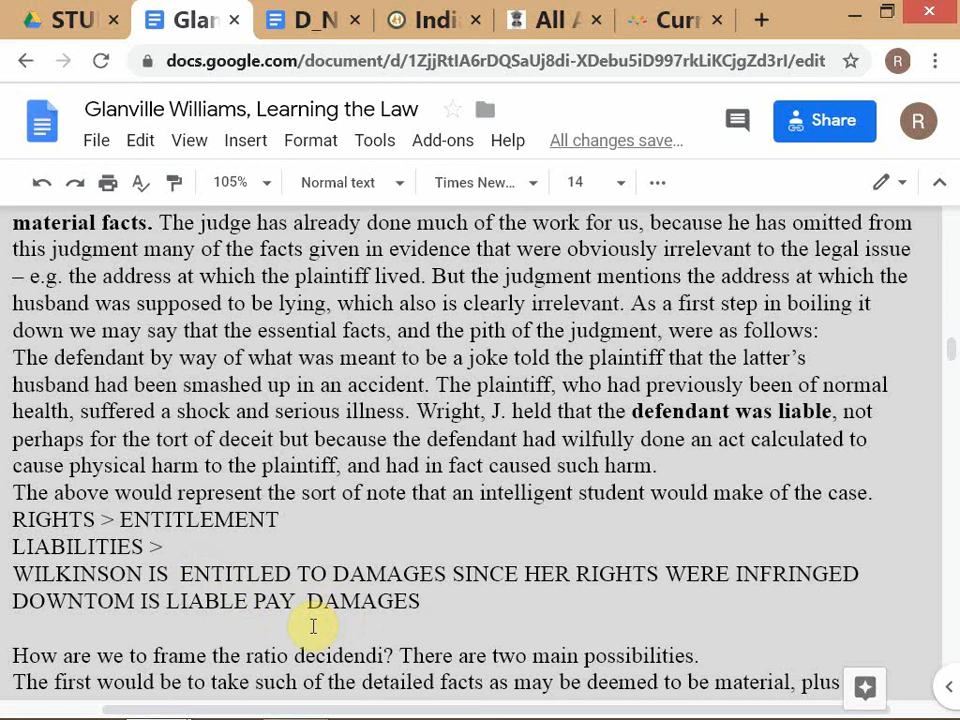 STU
Glan
D_N
Indi
All A
Curr
docs.google.com/document/d/1ZjjRtIA6rDQSaUj8di-XDebu5iD997rkLiKCjgZd3rI/edit
R
Glanville Williams, Learning the Law
File Edit View Insert Format Tools Add-ons Help All changes save...
Share
R
105% Normal text Times New... 14
material facts. The judge has already done much of the work for us, because he has omitted from
this judgment many of the facts given in evidence that were obviously irrelevant to the legal issue
– e.g. the address at which the plaintiff lived. But the judgment mentions the address at which the
husband was supposed to be lying, which also is clearly irrelevant. As a first step in boiling it
down we may say that the essential facts, and the pith of the judgment, were as follows:
The defendant by way of what was meant to be a joke told the plaintiff that the latter's
husband had been smashed up in an accident. The plaintiff, who had previously been of normal
health, suffered a shock and serious illness. Wright, J. held that the defendant was liable, not
perhaps for the tort of deceit but because the defendant had wilfully done an act calculated to
cause physical harm to the plaintiff, and had in fact caused such harm.
The above would represent the sort of note that an intelligent student would make of the case.
RIGHTS > ENTITLEMENT
LIABILITIES >
WILKINSON IS ENTITLED TO DAMAGES SINCE HER RIGHTS WERE INFRINGED
DOWNTOM IS LIABLE PAY DAMAGES
How are we to frame the ratio decidendi? There are two main possibilities.
The first would be to take such of the detailed facts as may be deemed to be material, plus